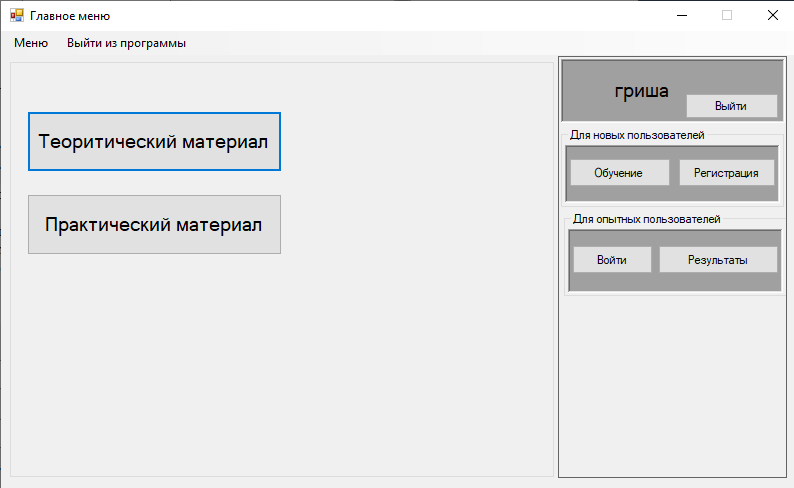 Главное меню
Меню Выйти из программы
Теоритический материал
Практический материал
гриша
Выйти
Для новых пользователей
Обучение Регистрация
Для опытных пользователей
Войти Результаты